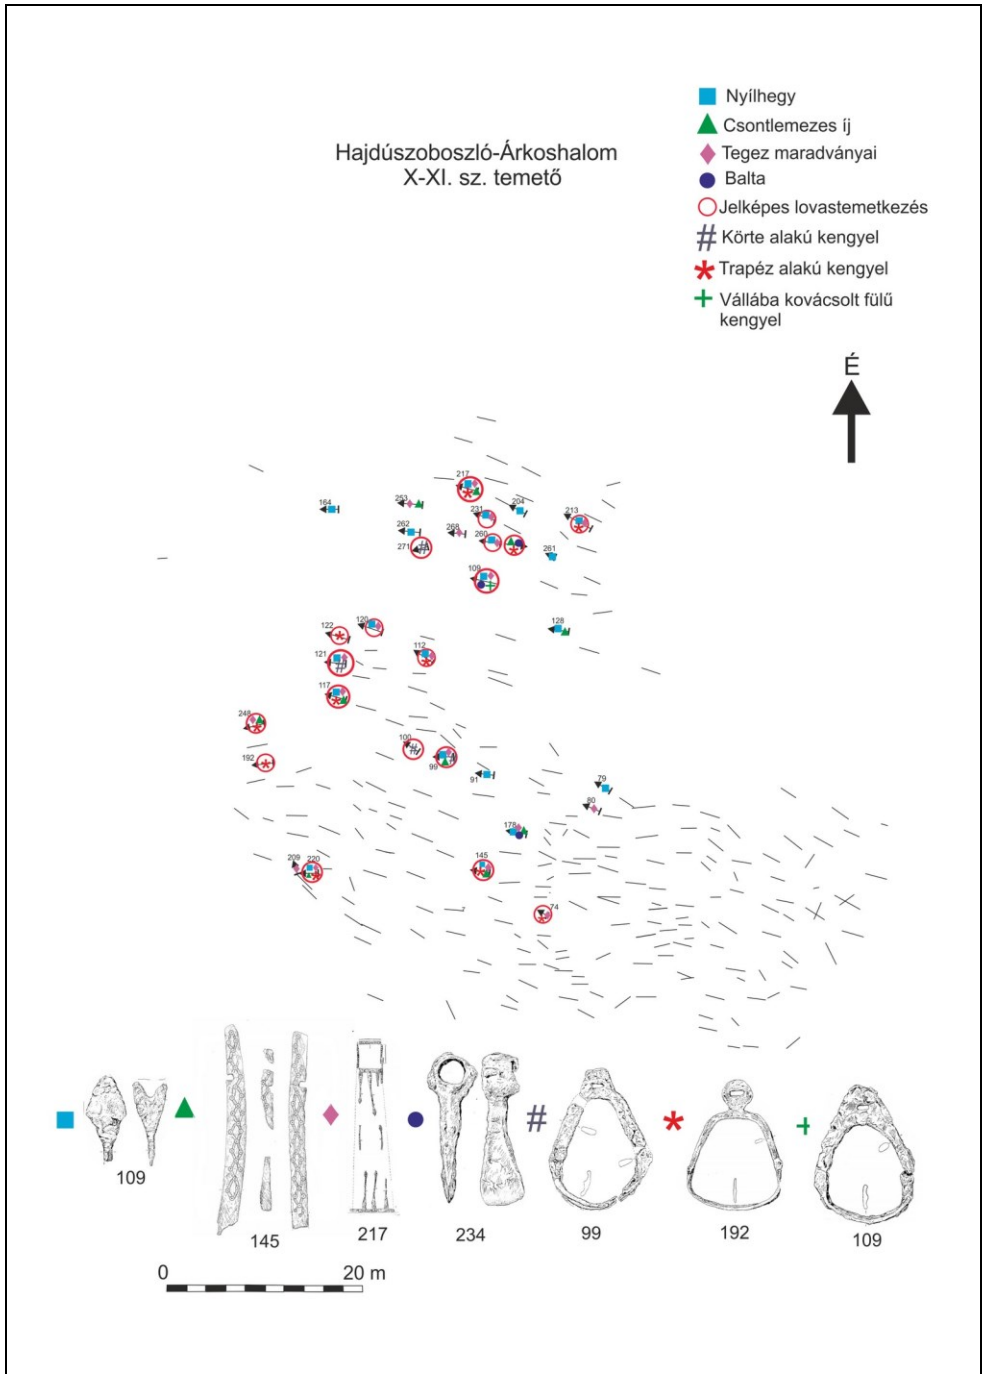 Hajdúszoboszló-Árkoshalom
X-XI. sz. temető
Nyílhegy
Csontlemezes íj
Tegez maradványai
Balta
Jelképes lovastemetkezés
Körte alakú kengyel
Trapéz alakú kengyel
Vállába kovácsolt fülű
kengyel
É
217
253
164
204
231
213
262
268
260
271
261
109
120
122
128
112
121
117
248
100
192
99
91
79
80
178
209
220
145
74
109
145
217
234
99
192
109
0
20 m